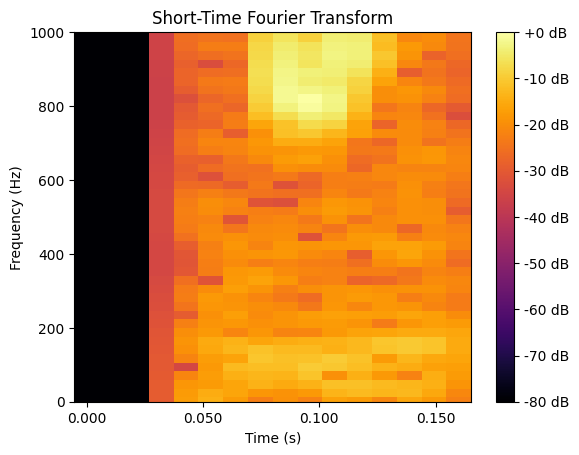 Short-Time Fourier Transform
1000
800
600
400
200
0
Frequency (Hz)
0.000
0.050
0.100
0.150
Time (s)
+0 dB
-10 dB
-20 dB
-30 dB
-40 dB
-50 dB
-60 dB
-70 dB
-80 dB